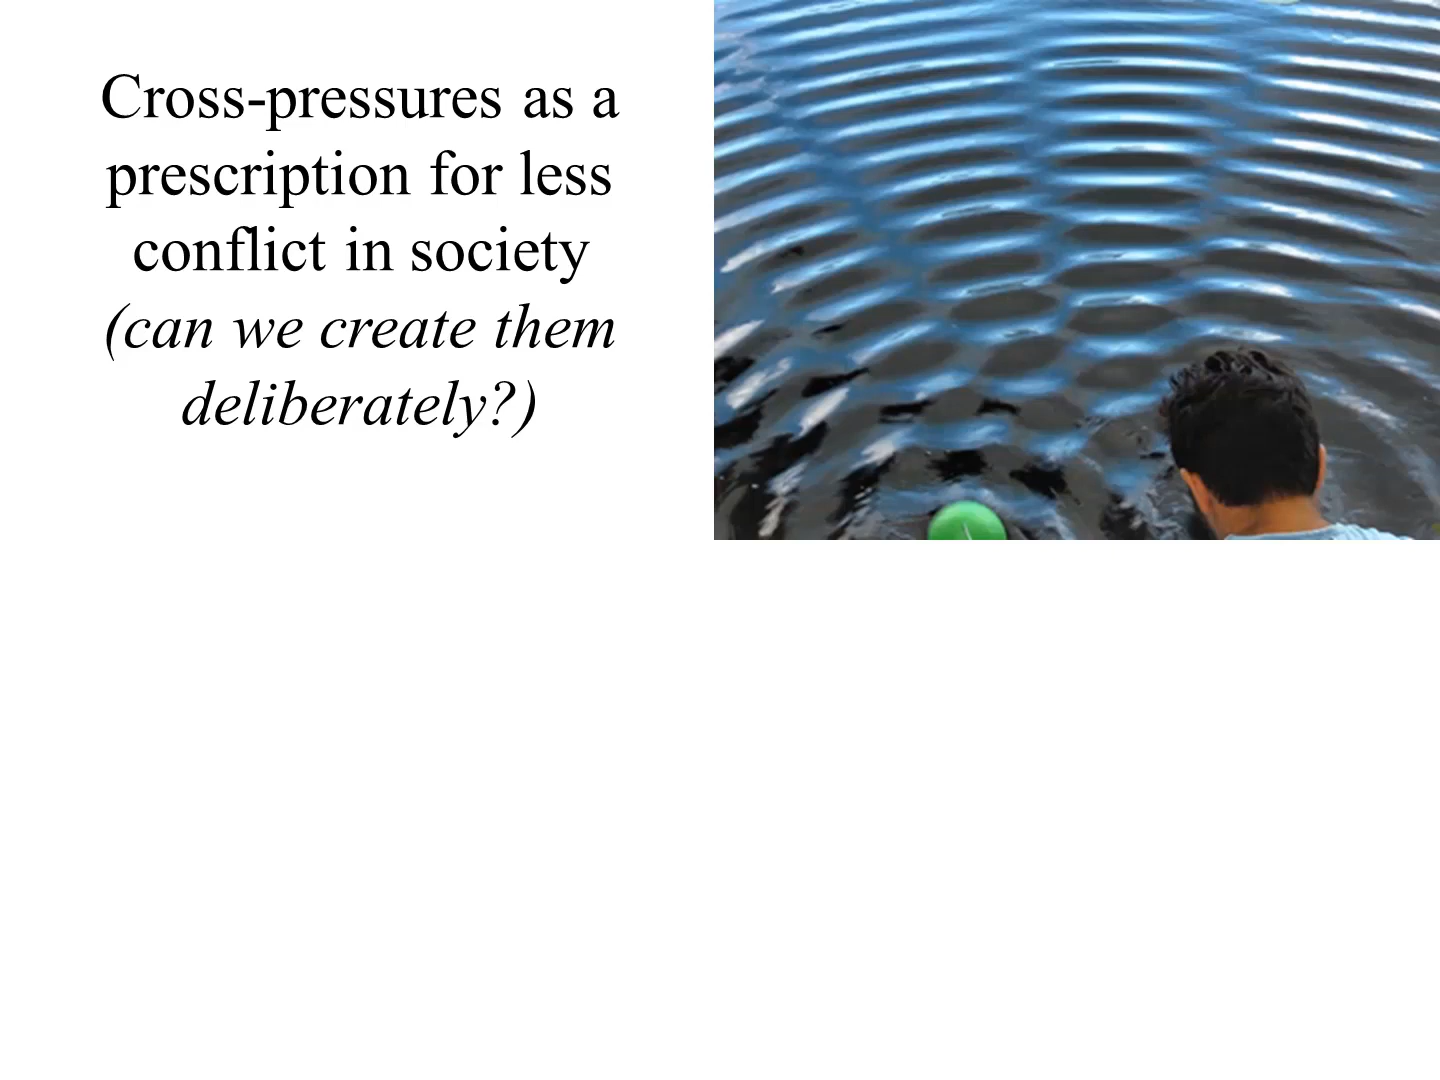 Cross-pressures as a
prescription for less
conflict in society
(can we create them
deliberately?)